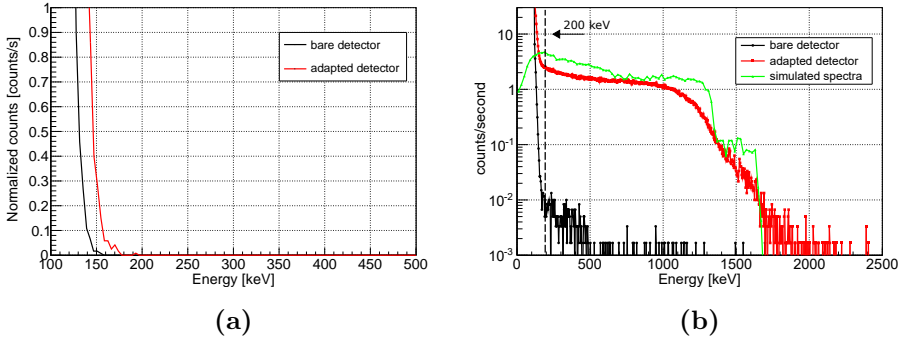 Normalized counts [counts/s]
1
0.9
0.8
0.7
0.6
0.5
0.4
0.3
0.2
0.1
0
bare detector
adapted detector
100 150 200 250 300 350 400 450 500
Energy [keV]
(a)
counts/second
10
1
10-1
10-2
10-3
200 keV
bare detector
adapted detector
simulated spectra
0 500 1000 1500 2000 2500
Energy [keV]
(b)